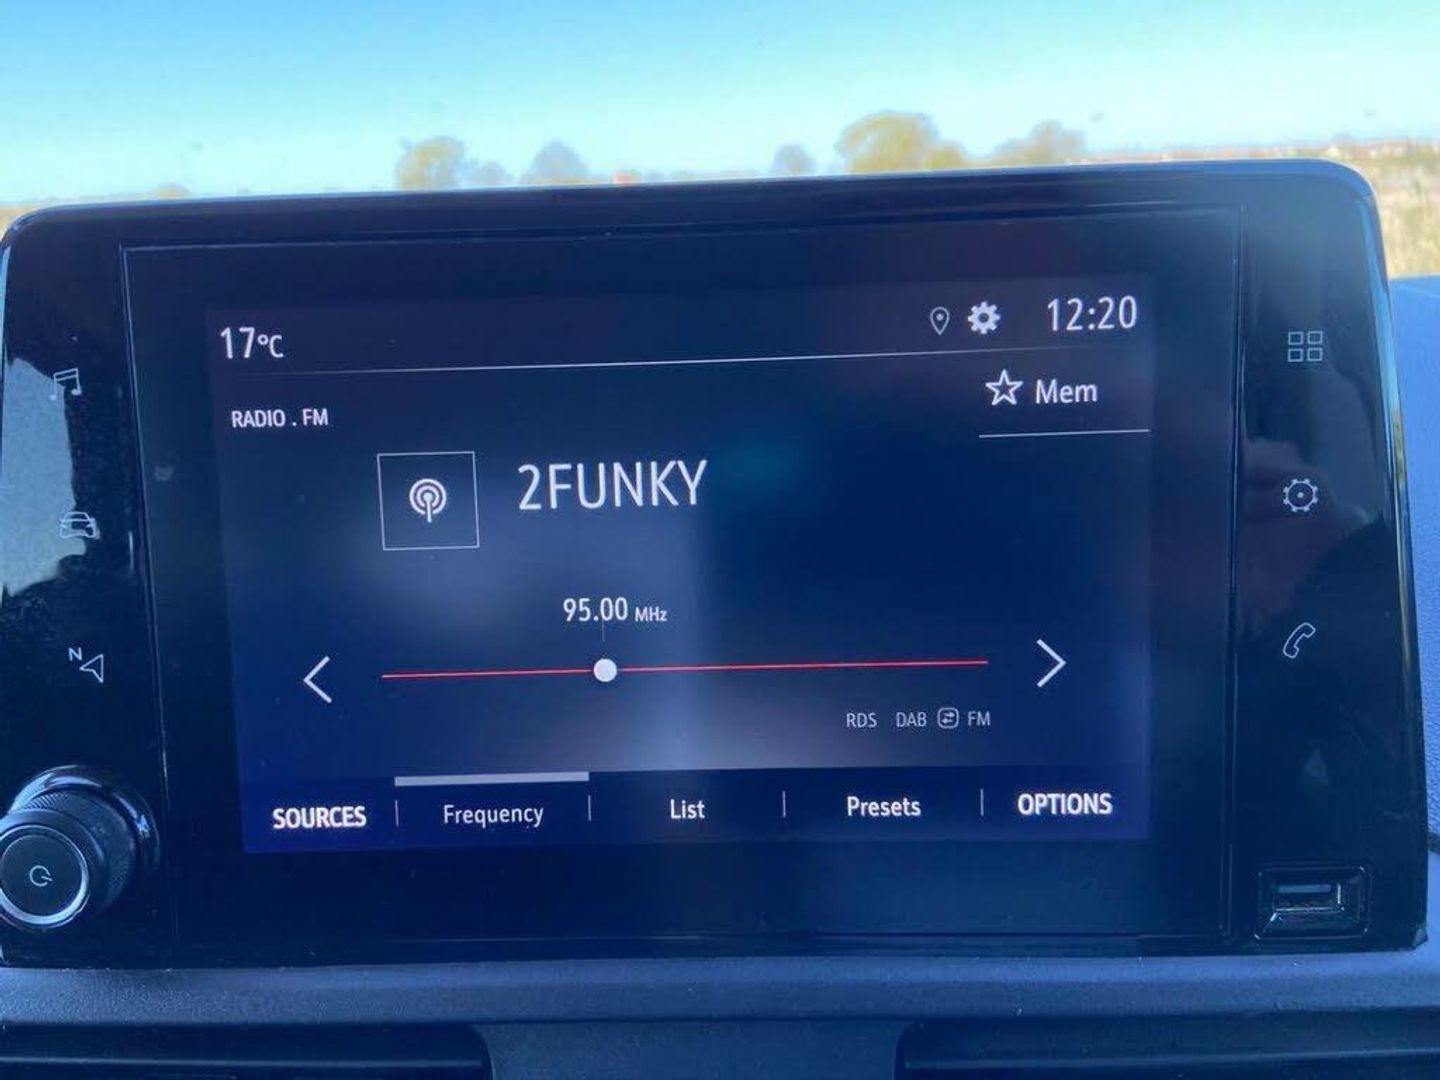 17°C 12:20
RADIO . FM
Mem
2FUNKY
95.00 MHz
RDS DAB FM
SOURCES Frequency List Presets OPTIONS
N